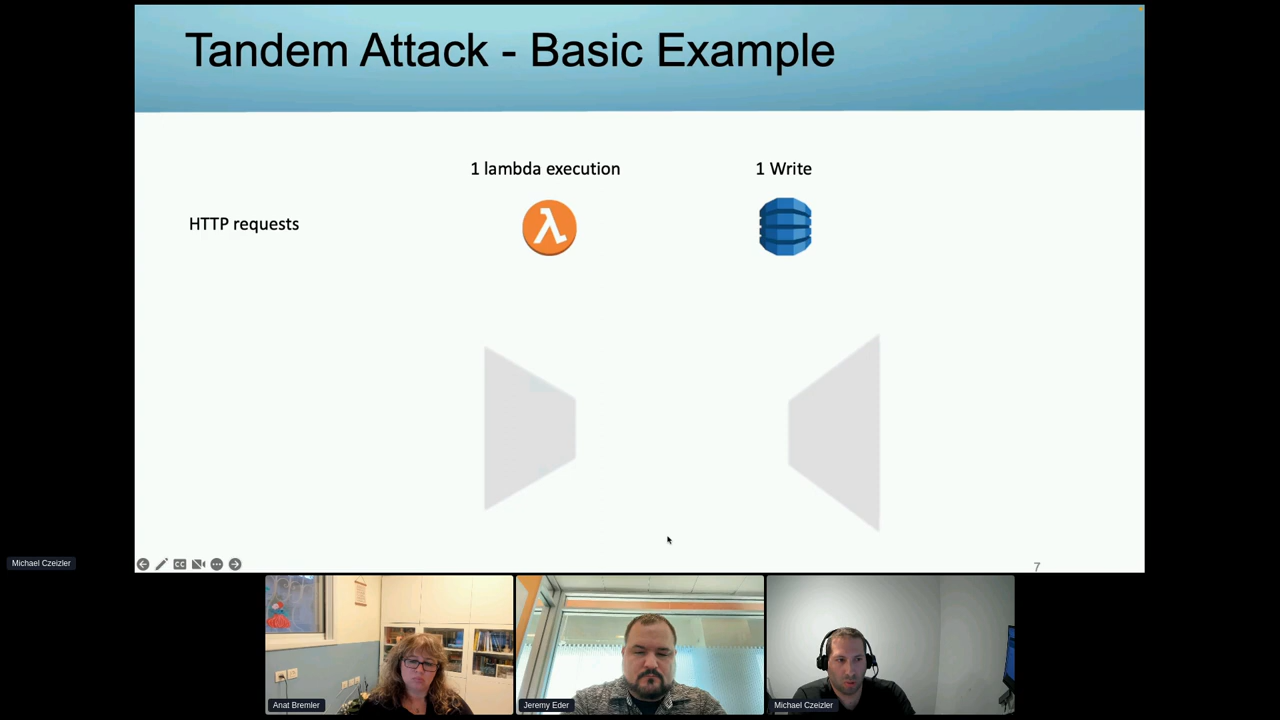 Tandem Attack - Basic Example
1 lambda execution
1 Write
HTTP requests
λ
CC
7
Michael Czeizler
Anat Bremler
Jeremy Eder
Michael Czeizler